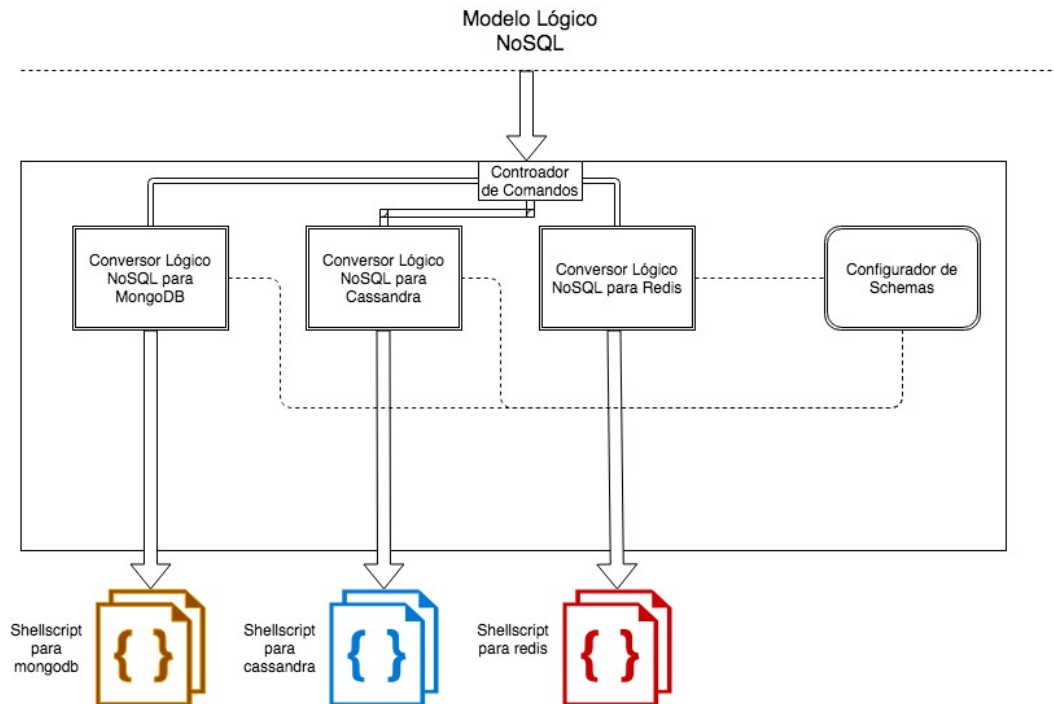 Modelo Lógico
NoSQL
Controador
de Comandos
Conversor Lógico
NoSQL para
MongoDB
Conversor Lógico
NoSQL para
Cassandra
Conversor Lógico
NoSQL para Redis
Configurador de
Schemas
Shellscript
para
mongodb
{ }
Shellscript
para
cassandra
{ }
Shellscript
para redis
{ }